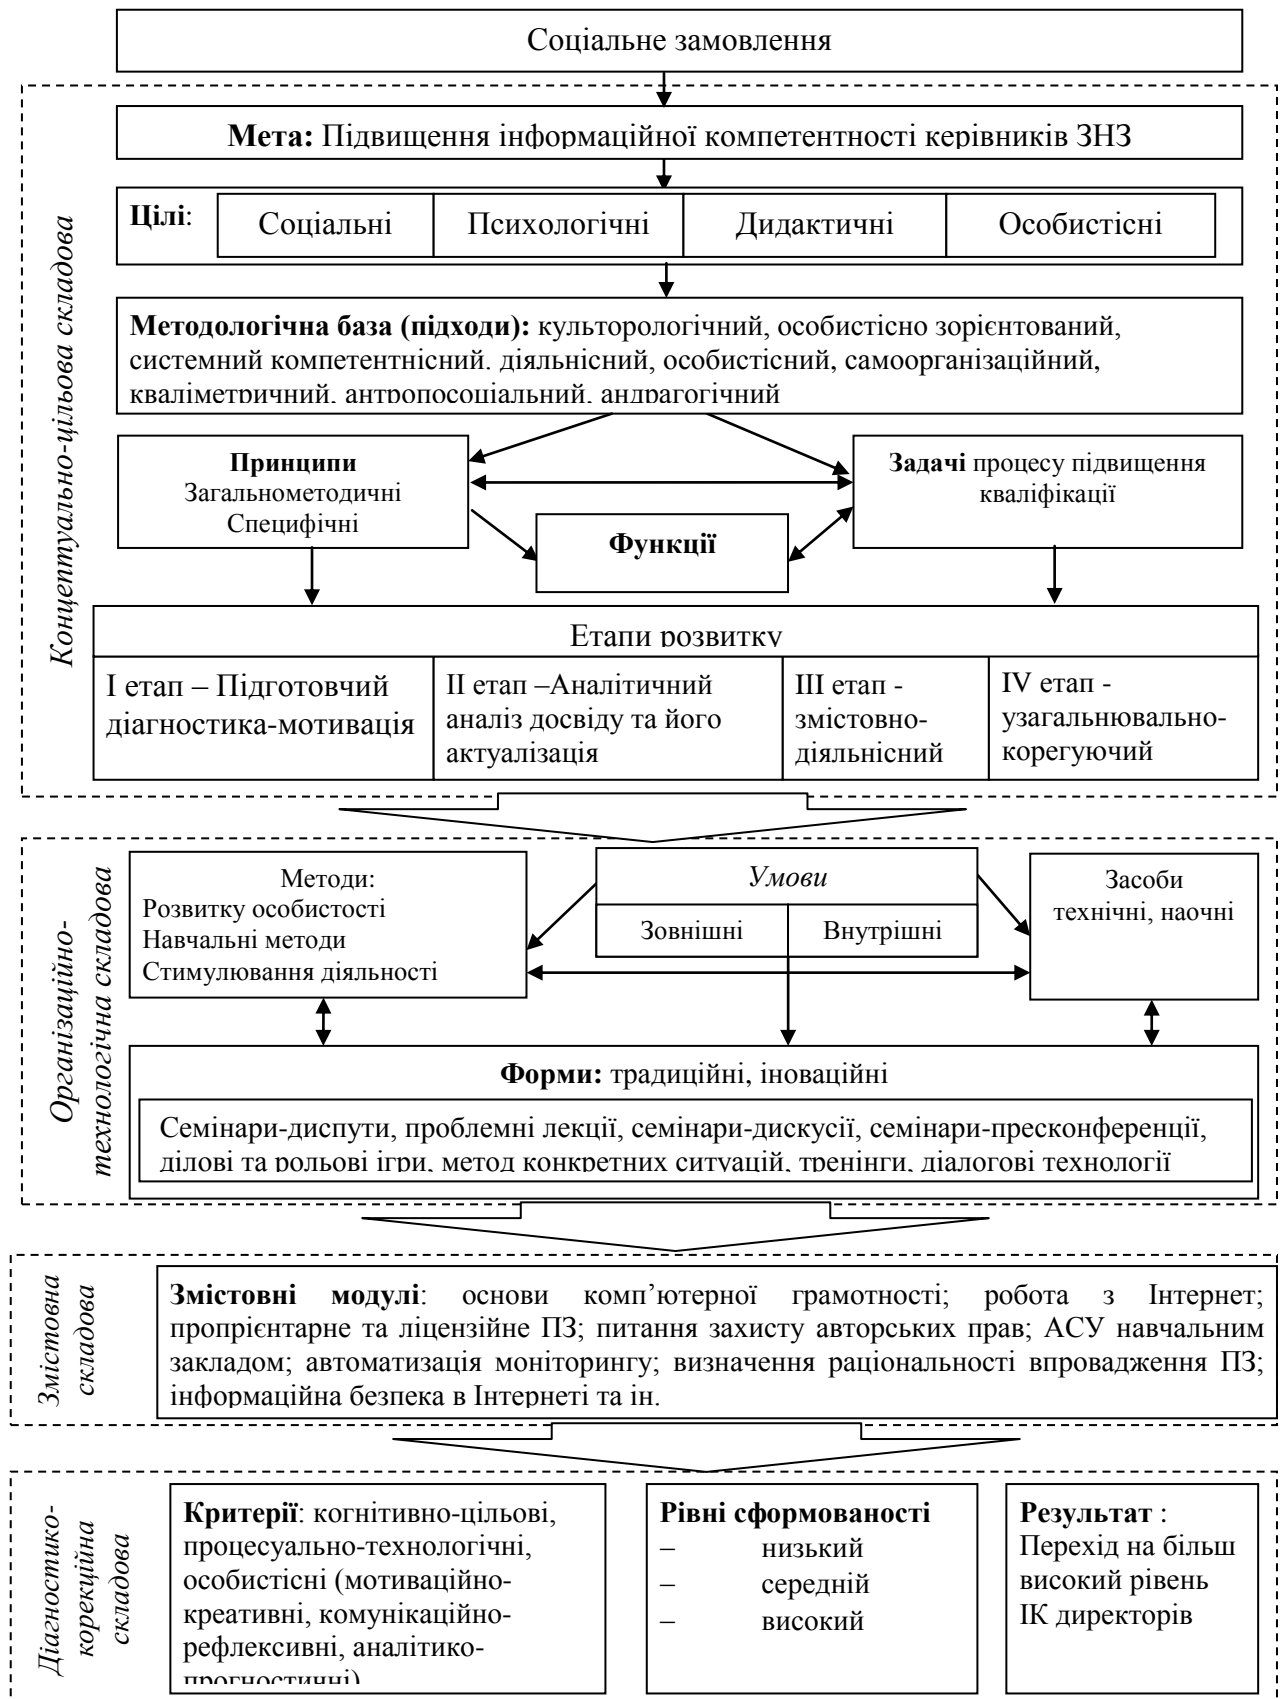 Соціальне замовлення
Концептуально-цільова складова
Мета: Підвищення інформаційної компетентності керівників ЗНЗ
Цілі:
Соціальні
Психологічні
Дидактичні
Особистісні
Методологічна база (підходи): культорологічний, особистісно зорієнтований,
системний компетентнісний. діяльнісний, особистісний, самоорганізаційний,
кваліметричний, антропосоціальний, андрагогічний
Принципи
Загальнометодичні
Специфічні
Задачі процесу підвищення
кваліфікації
Функції
Етапи розвитку
І етап – Підготовчий
діагностика-мотивація
ІІ етап –Аналітичний
аналіз досвіду та його
актуалізація
ІІІ етап -
змістовно-
діяльнісний
ІV етап -
узагальнювально-
корегуючий
Організаційно-
технологічна складова
Методи:
Розвитку особистості
Навчальні методи
Стимулювання діяльності
Умови
Зовнішні
Внутрішні
Засоби
технічні, наочні
Форми: традиційні, іноваційні
Семінари-диспути, проблемні лекції, семінари-дискусії, семінари-пресконференції,
ділові та рольові ігри, метод конкретних ситуацій, тренінги, діалогові технології
Змістовна
складова
Змістовні модулі: основи комп’ютерної грамотності; робота з Інтернет;
пропрієнтарне та ліцензійне ПЗ; питання захисту авторських прав; АСУ навчальним
закладом; автоматизація моніторингу; визначення раціональності впровадження ПЗ;
інформаційна безпека в Інтернеті та ін.
Діагностико-
корекційна
складова
Критерії: когнитивно-цільові,
процесуально-технологічні,
особистісні (мотиваційно-
креативні, комунікаційно-
рефлексивні, аналітико-
прогностичні)
Рівні сформованості
– низький
– середній
– високий
Результат :
Перехід на більш
високий рівень
ІК директорів